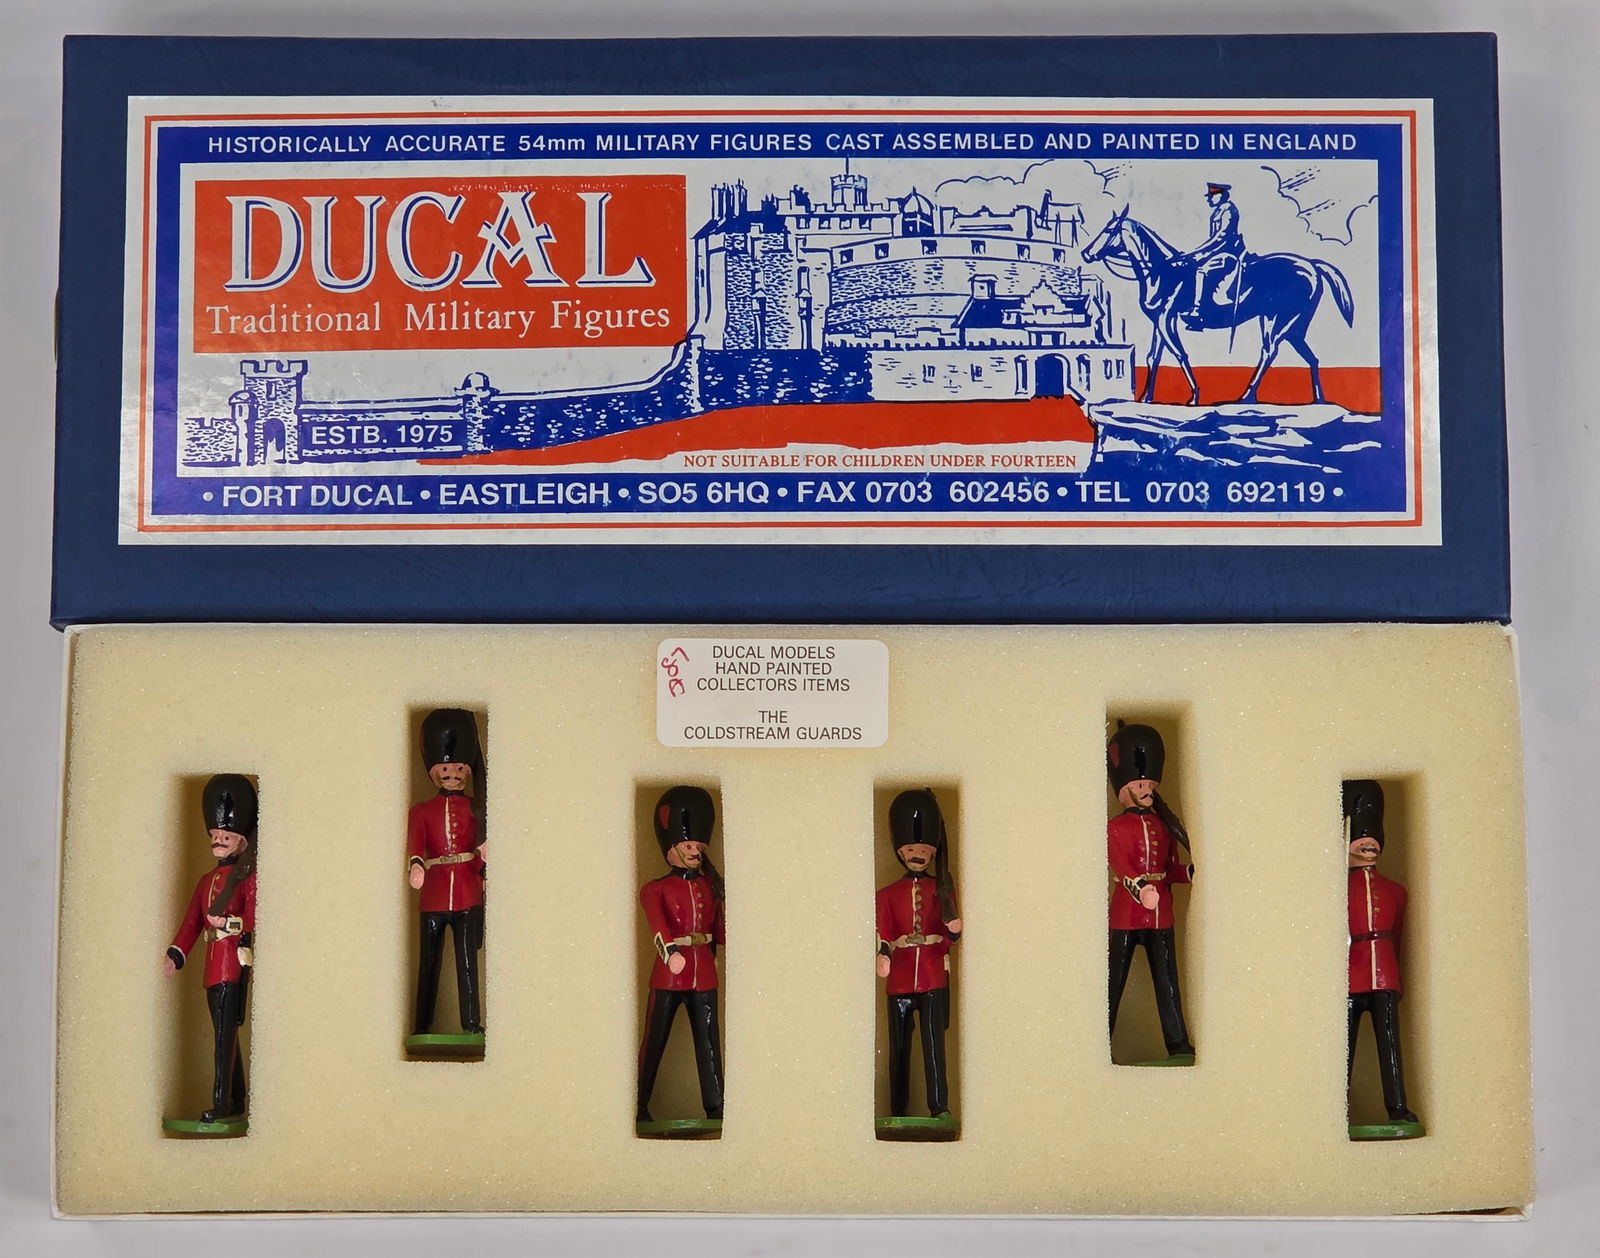 HISTORICALLY ACCURATE 54mm MILITARY FIGURES CAST ASSEMBLED AND PAINTED IN ENGLAND
DUCAL
Traditional Military Figures
ESTB. 1975
NOT SUITABLE FOR CHILDREN UNDER FOURTEEN
• FORT DUCAL • EASTLEIGH • SO5 6HQ • FAX 0703 602456 • TEL 0703 692119 •
DUCAL MODELS
HAND PAINTED
COLLECTORS ITEMS
THE
COLDSTREAM GUARDS